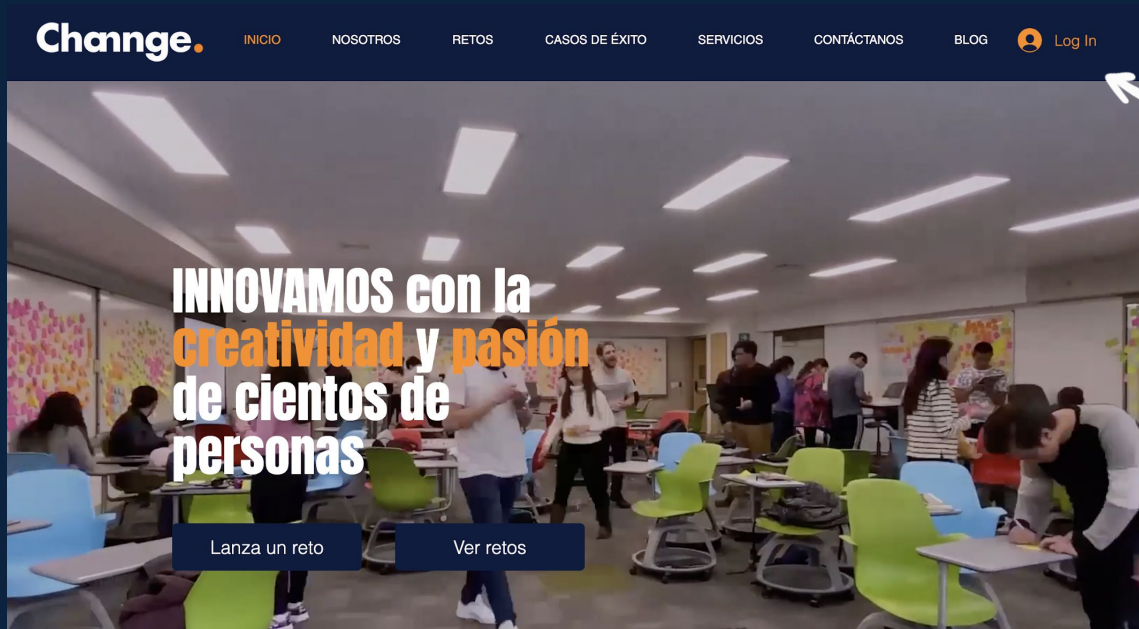 Channge.
INICIO NOSOTROS RETOS CASOS DE ÉXITO SERVICIOS CONTÁCTANOS BLOG Log In
INNOVAMOS con la
creatividad y pasión
de cientos de
personas
Lanza un reto Ver retos